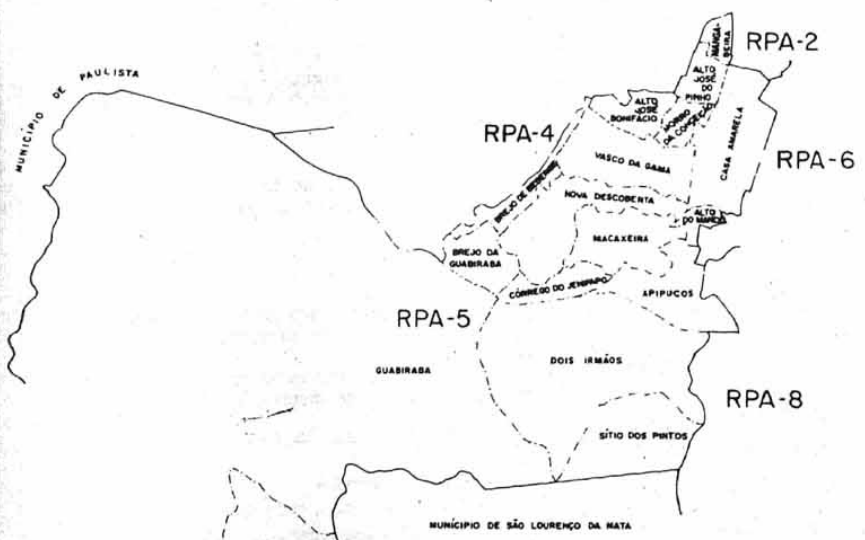 MANGA-
BEIRA
RPA-2
ALTO
JOSÉ
DO
PINHO
MUNICÍPIO DE PAULISTA
ALTO
JOSÉ
BONIFÁCIO
MORRO
DA CONCEIÇÃO
RPA-4
CASA AMARELA
RPA-6
VASCO DA GAMA
BREJO DE BEBERIBE
NOVA DESCOBERTA
ALTO
DO MANDU
MACAXEIRA
BREJO DA
GUABIRABA
CÓRREGO DO JENIPAPO
APIPUCOS
RPA-5
DOIS IRMÃOS
GUABIRABA
RPA-8
SÍTIO DOS PINTOS
MUNICÍPIO DE SÃO LOURENÇO DA MATA